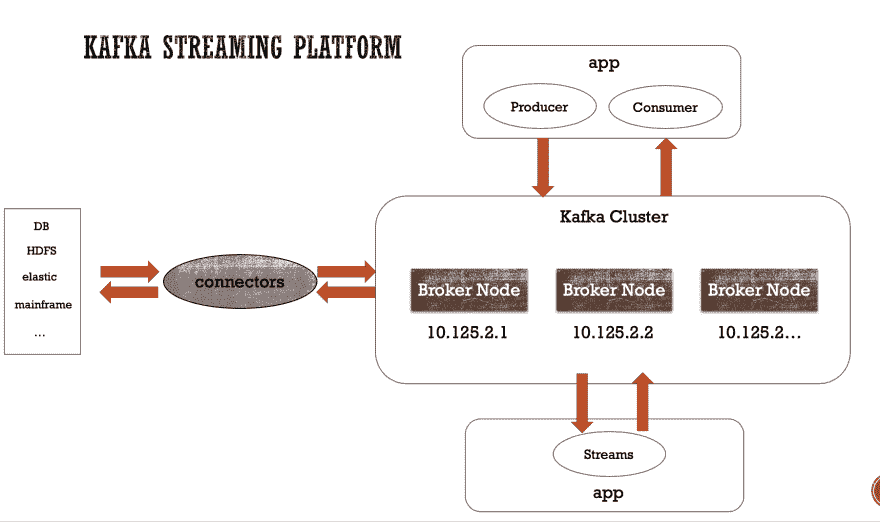 KAFKA STREAMING PLATFORM
app
Producer
Consumer
DB
HDFS
elastic
mainframe
...
connectors
Kafka Cluster
Broker Node
Broker Node
Broker Node
10.125.2.1
10.125.2.2
10.125.2...
Streams
app